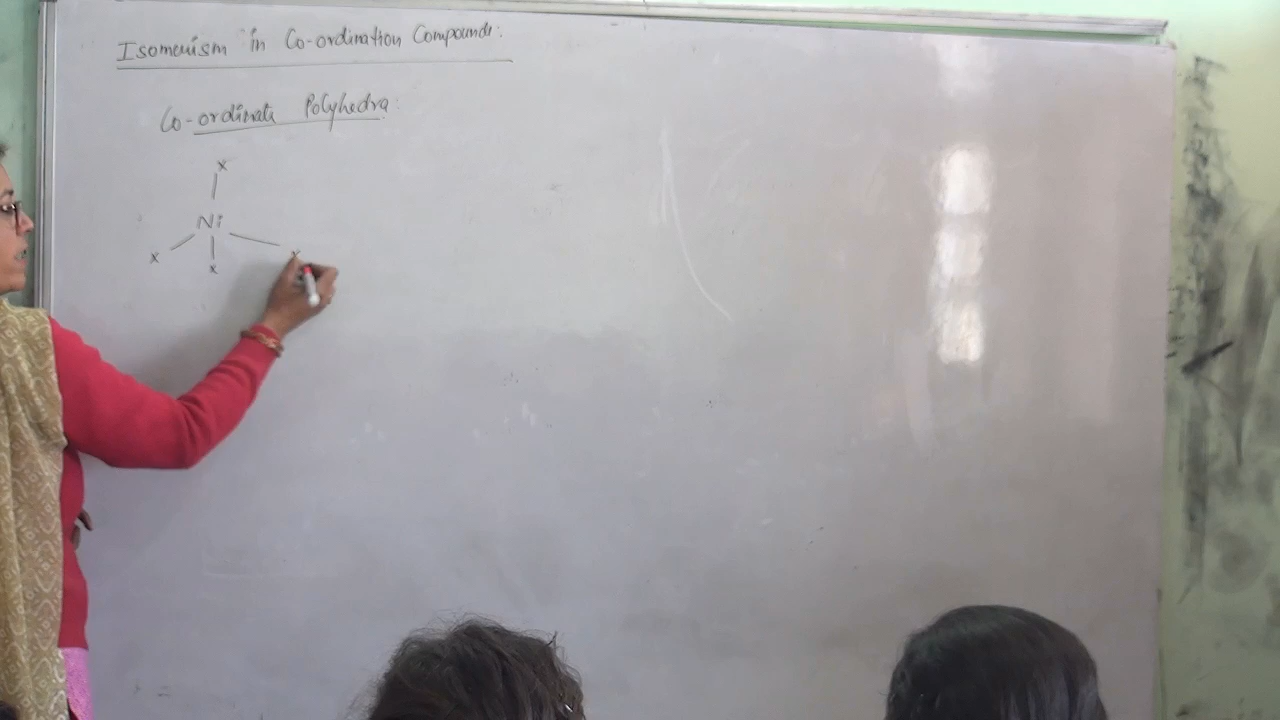 Isomerism in Co-ordination Compounds:
Co-ordinate Polyhedra:
x
Ni
x x x